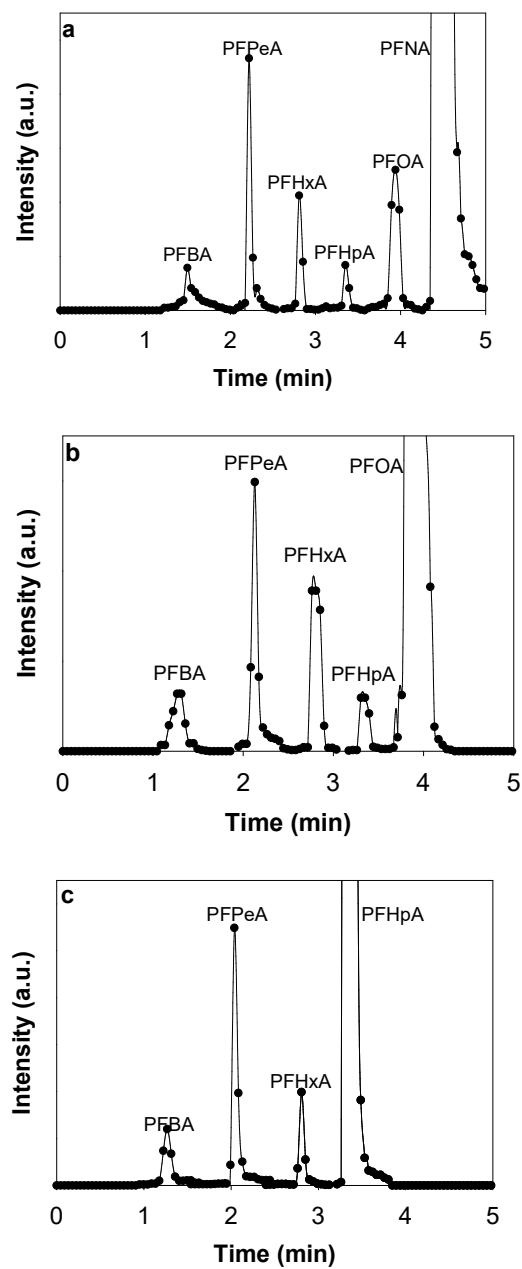 a
PFPeA
PFNA
PFOA
PFHxA
PFHpA
PFBA
Intensity (a.u.)
0 1 2 3 4 5
Time (min)
b
PFPeA
PFOA
PFHxA
PFBA
PFHpA
Intensity (a.u.)
0 1 2 3 4 5
Time (min)
c
PFPeA
PFHpA
PFHxA
PFBA
Intensity (a.u.)
0 1 2 3 4 5
Time (min)